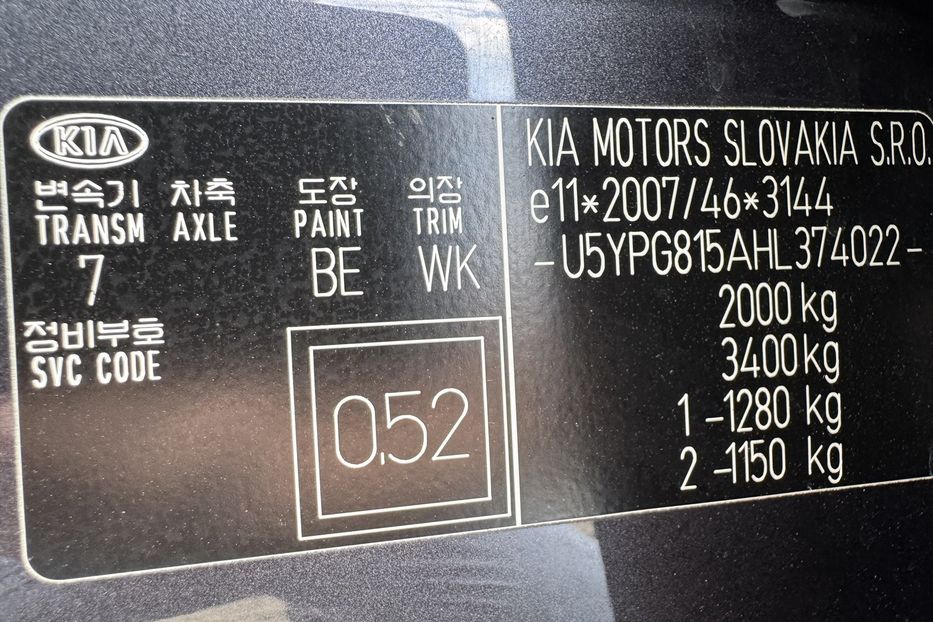 KIA
변속기 차축 도장 의장
TRANSM AXLE PAINT TRIM
7 BE WK
정비부호
SVC CODE
0.52
KIA MOTORS SLOVAKIA S.R.O.
e11*2007/46*3144
-U5YPG815AHL374022-
2000 kg
3400 kg
1 -1280 kg
2 -1150 kg